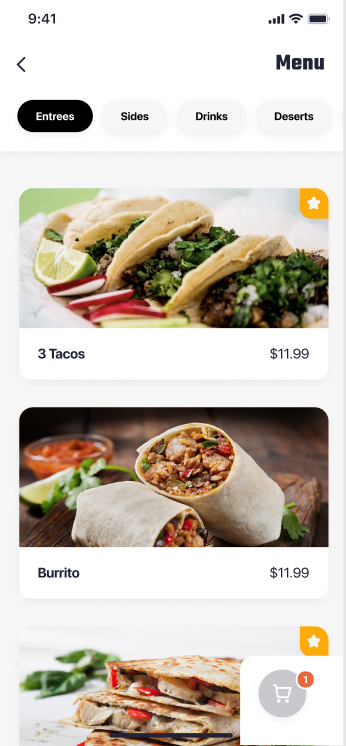 9:41
Menu
Entrees Sides Drinks Deserts
3 Tacos $11.99
Burrito $11.99
1